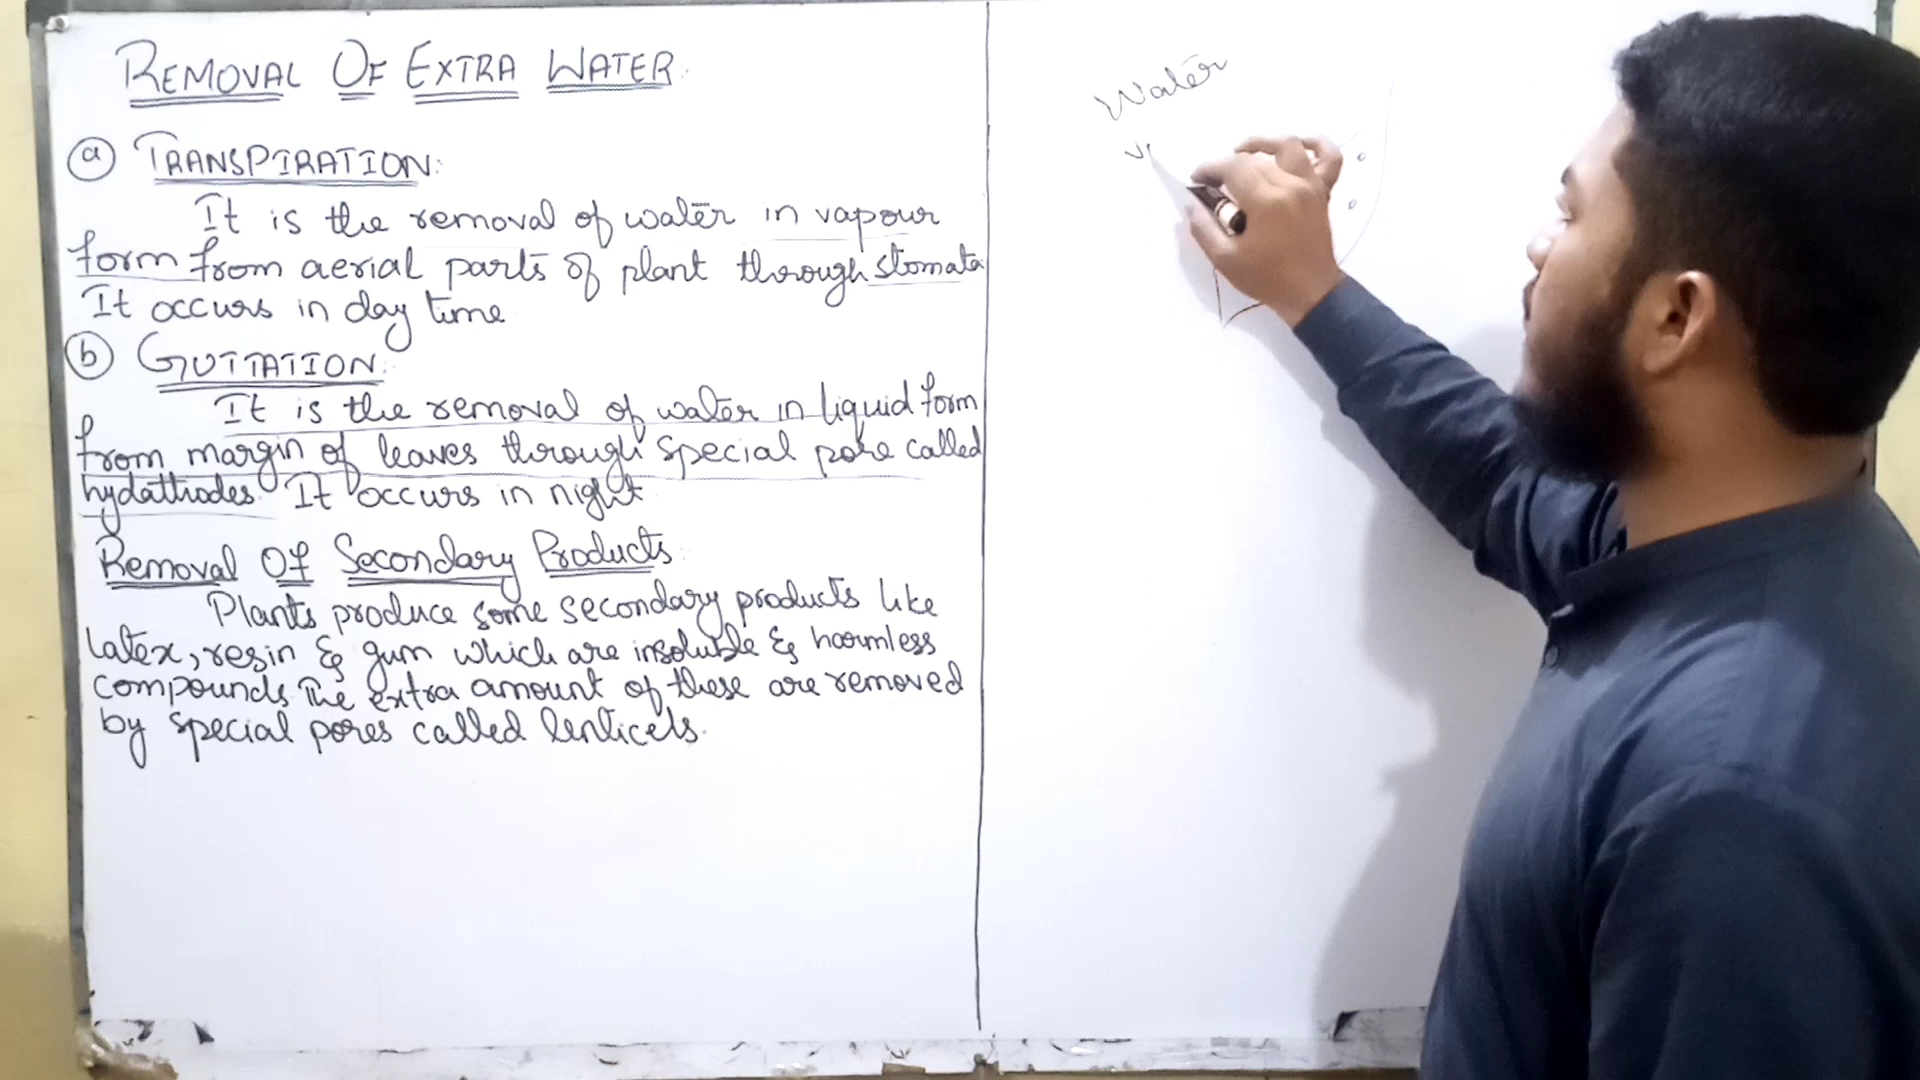 REMOVAL OF EXTRA WATER.
a TRANSPIRATION:
It is the removal of water in vapour
form from aerial parts of plant through stomata
It occurs in day time
b GUTTATION:
It is the removal of water in liquid form
from margin of leaves through special pore called
hydathodes. It occurs in night
Removal Of Secondary Products:
Plants produce some secondary products like
latex, resin & gum which are insoluble & harmless
compounds. The extra amount of these are removed
by special pores called lenticels.
Water